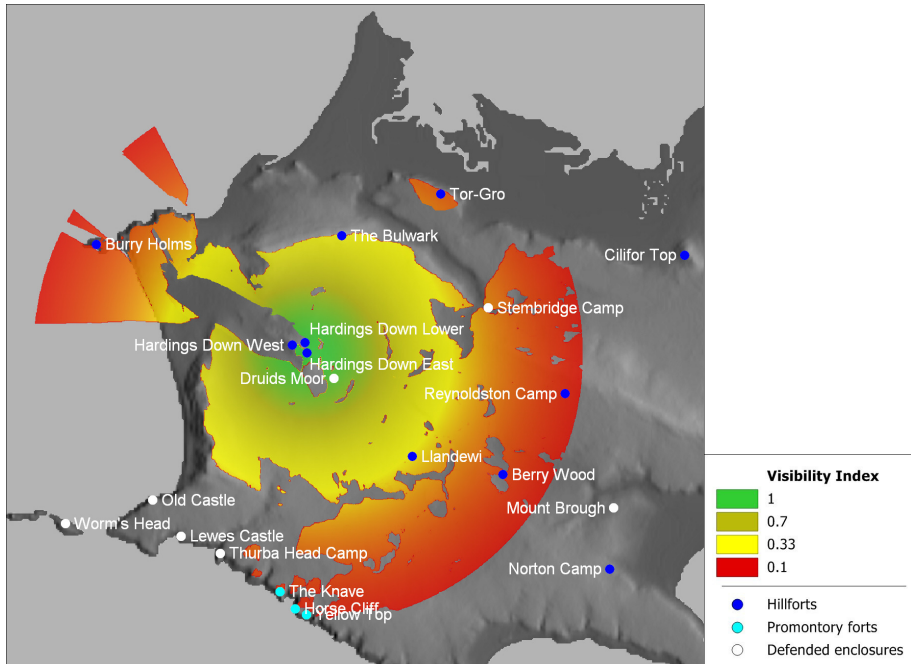 Tor-Gro
The Bulwark
Burry Holms
Cilifor Top
Stembridge Camp
Hardings Down Lower
Hardings Down West
Hardings Down East
Druids Moor
Reynoldston Camp
Llandewi
Berry Wood
Old Castle
Mount Brough
Worm's Head
Lewes Castle
Thurba Head Camp
Norton Camp
The Knave
Horse Cliff
Yellow Top
Visibility Index
1
0.7
0.33
0.1
Hillforts
Promontory forts
Defended enclosures